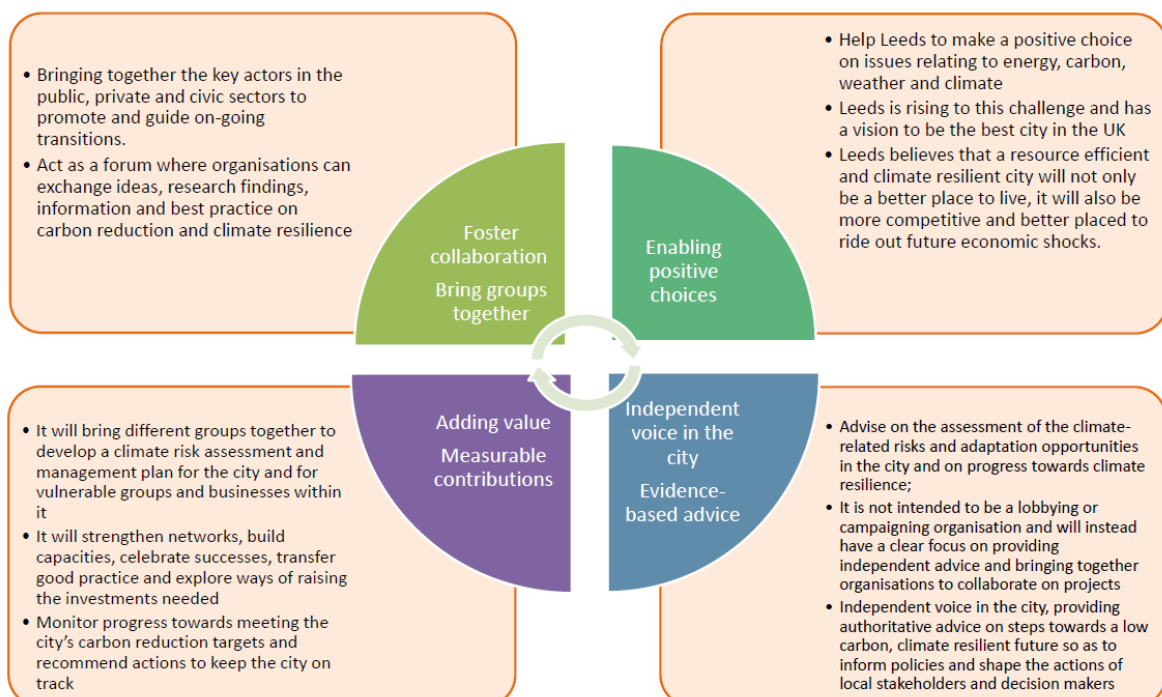 • Bringing together the key actors in the
public, private and civic sectors to
promote and guide on-going
transitions.
• Act as a forum where organisations can
exchange ideas, research findings,
information and best practice on
carbon reduction and climate resilience
Foster
collaboration
Bring groups
together
• Help Leeds to make a positive choice
on issues relating to energy, carbon,
weather and climate
• Leeds is rising to this challenge and has
a vision to be the best city in the UK
• Leeds believes that a resource efficient
and climate resilient city will not only
be a better place to live, it will also be
more competitive and better placed to
ride out future economic shocks.
Enabling
positive
choices
• It will bring different groups together to
develop a climate risk assessment and
management plan for the city and for
vulnerable groups and businesses within
it
• It will strengthen networks, build
capacities, celebrate successes, transfer
good practice and explore ways of raising
the investments needed
• Monitor progress towards meeting the
city's carbon reduction targets and
recommend actions to keep the city on
track
Adding value
Measurable
contributions
Independent
voice in the
city
Evidence-
based advice
• Advise on the assessment of the climate-
related risks and adaptation opportunities
in the city and on progress towards climate
resilience;
• It is not intended to be a lobbying or
campaigning organisation and will instead
have a clear focus on providing
independent advice and bringing together
organisations to collaborate on projects
• Independent voice in the city, providing
authoritative advice on steps towards a low
carbon, climate resilient future so as to
inform policies and shape the actions of
local stakeholders and decision makers